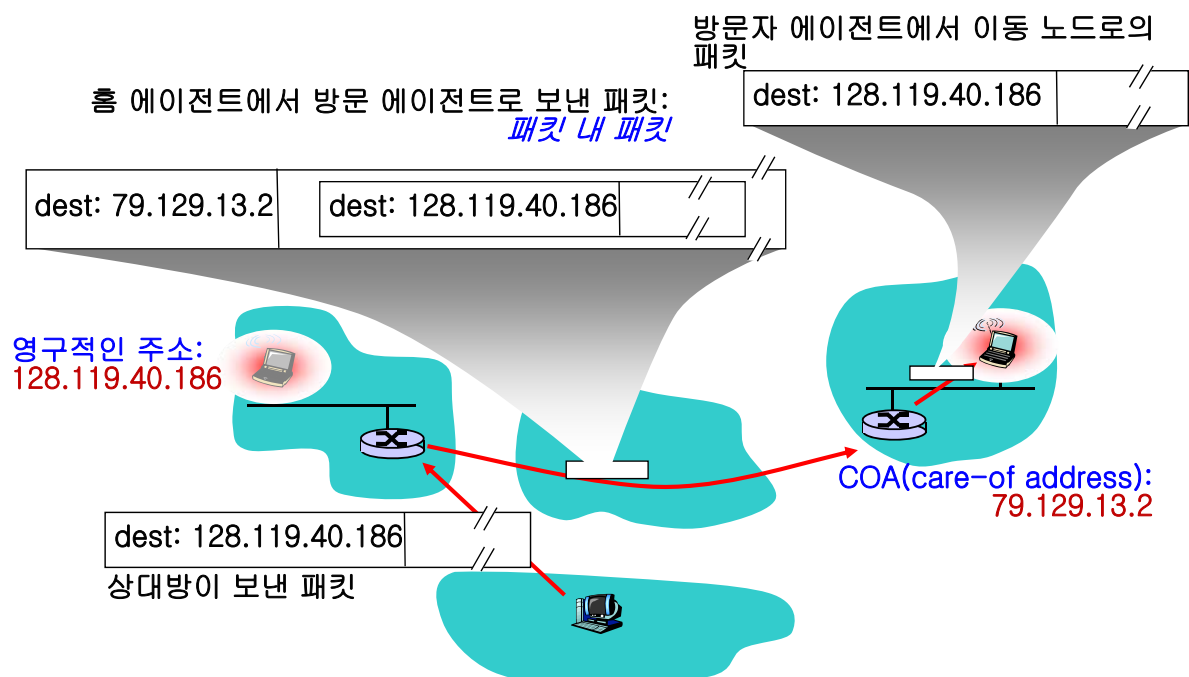 방문자 에이전트에서 이동 노드로의
패킷
dest: 128.119.40.186
홈 에이전트에서 방문 에이전트로 보낸 패킷:
패킷 내 패킷
dest: 79.129.13.2
dest: 128.119.40.186
영구적인 주소:
128.119.40.186
COA(care-of address):
79.129.13.2
dest: 128.119.40.186
상대방이 보낸 패킷